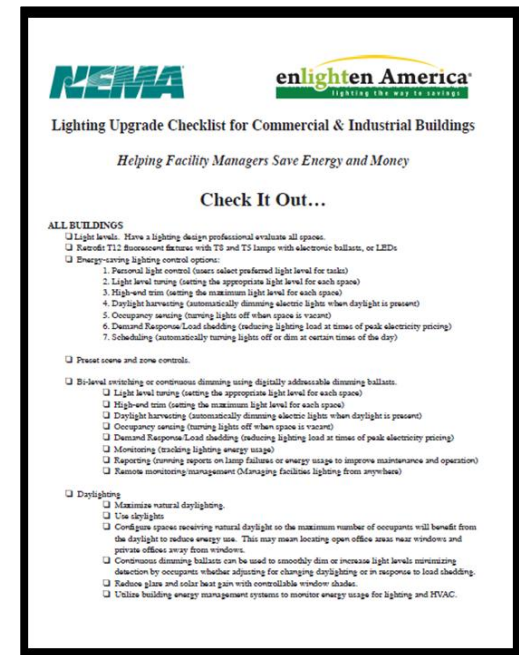 NEMA
enlighten America®
lighting the way to savings
Lighting Upgrade Checklist for Commercial & Industrial Buildings
Helping Facility Managers Save Energy and Money
Check It Out…
ALL BUILDINGS
❑ Light levels. Have a lighting design professional evaluate all spaces.
❑ Retrofit T12 fluorescent fixtures with T8 and T5 lamps with electronic ballasts, or LEDs
❑ Energy-saving lighting control options:
1. Personal light control (users select preferred light level for tasks)
2. Light level tuning (setting the appropriate light level for each space)
3. High-end trim (setting the maximum light level for each space)
4. Daylight harvesting (automatically dimming electric lights when daylight is present)
5. Occupancy sensing (turning lights off when space is vacant)
6. Demand Response/Load shedding (reducing lighting load at times of peak electricity pricing)
7. Scheduling (automatically turning lights off or dim at certain times of the day)
❑ Preset scene and zone controls.
❑ Bi-level switching or continuous dimming using digitally addressable dimming ballasts.
❑ Light level tuning (setting the appropriate light level for each space)
❑ High-end trim (setting the maximum light level for each space)
❑ Daylight harvesting (automatically dimming electric lights when daylight is present)
❑ Occupancy sensing (turning lights off when space is vacant)
❑ Demand Response/Load shedding (reducing lighting load at times of peak electricity pricing)
❑ Monitoring (tracking lighting energy usage)
❑ Reporting (running reports on lamp failures or energy usage to improve maintenance and operation)
❑ Remote monitoring/management (Managing facilities lighting from anywhere)
❑ Daylighting
❑ Maximize natural daylighting.
❑ Use skylights
❑ Configure spaces receiving natural daylight so the maximum number of occupants will benefit from
the daylight to reduce energy use. This may mean locating open office areas near windows and
private offices away from windows.
❑ Continuous dimming ballasts can be used to smoothly dim or increase light levels minimizing
detection by occupants whether adjusting for changing daylighting or in response to load shedding.
❑ Reduce glare and solar heat gain with controllable window shades.
❑ Utilize building energy management systems to monitor energy usage for lighting and HVAC.